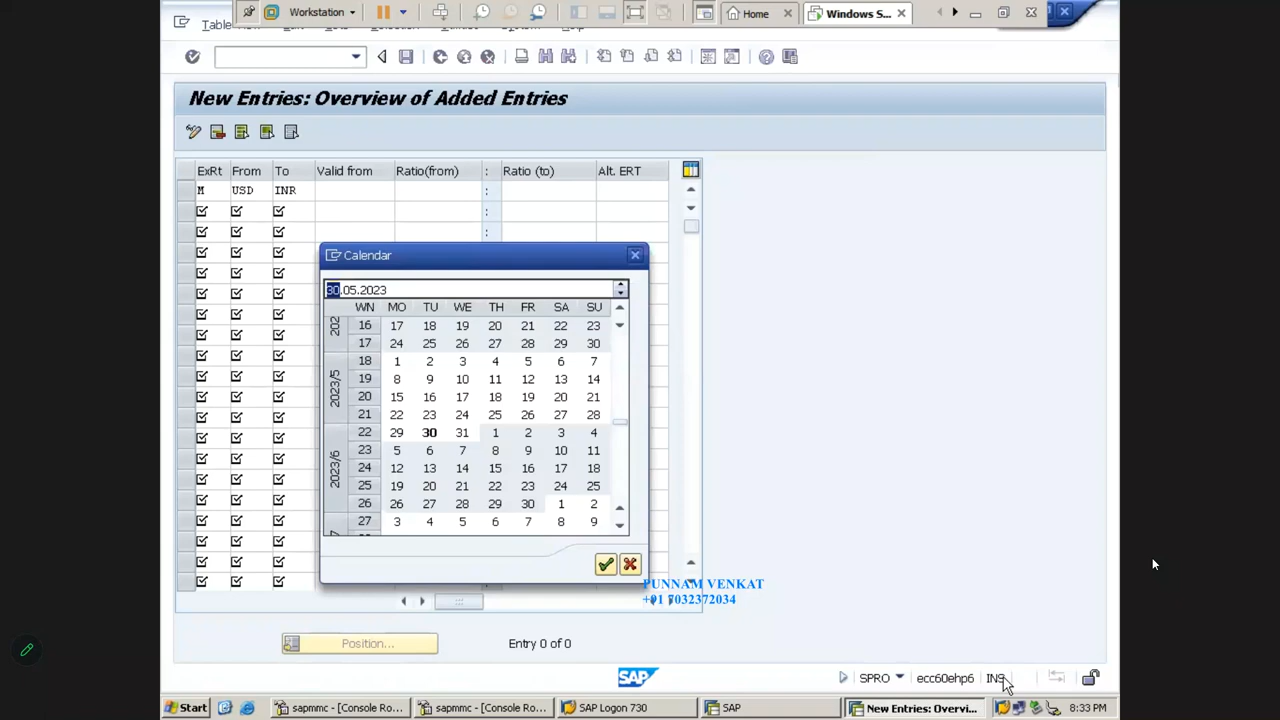 Workstation
Home
Windows S...
New Entries: Overview of Added Entries
ExRt From To Valid from Ratio(from) : Ratio (to) Alt. ERT
M USD INR :
:
:
Calendar
30.05.2023
WN MO TU WE TH FR SA SU
202
16 17 18 19 20 21 22 23
17 24 25 26 27 28 29 30
2023/5
18 1 2 3 4 5 6 7
19 8 9 10 11 12 13 14
20 15 16 17 18 19 20 21
21 22 23 24 25 26 27 28
22 29 30 31 1 2 3 4
2023/6
23 5 6 7 8 9 10 11
24 12 13 14 15 16 17 18
25 19 20 21 22 23 24 25
26 26 27 28 29 30 1 2
27 3 4 5 6 7 8 9
PUNNAM VENKAT
+91 7032372034
Position...
Entry 0 of 0
SAP
SPRO ecc60ehp6 INS
Start
sapmmc - [Console Ro...
sapmmc - [Console Ro...
SAP Logon 730
SAP
New Entries: Overvi...
8:33 PM